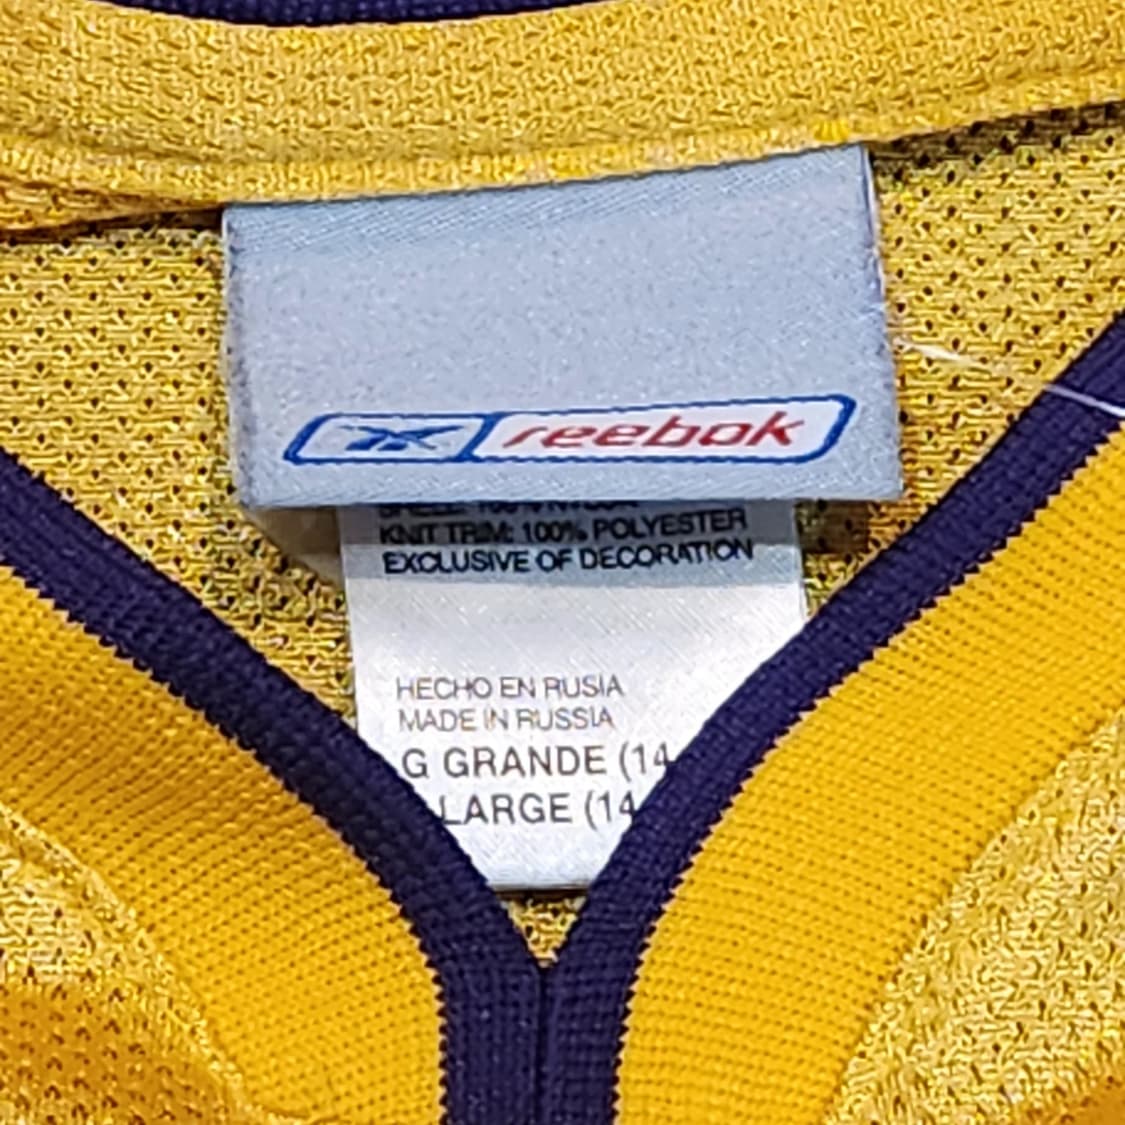 reebok
KNIT TRIM: 100% POLYESTER
EXCLUSIVE OF DECORATION
HECHO EN RUSIA
MADE IN RUSSIA
G GRANDE (14
LARGE (14